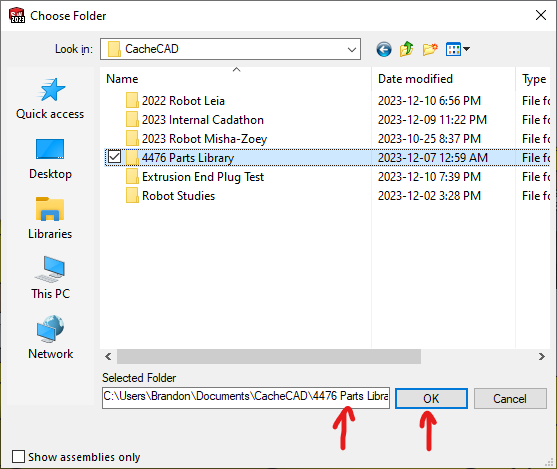 SW
2023
Choose Folder
Look in:
CacheCAD
Name
Date modified
Type
2022 Robot Leia
2023-12-10 6:56 PM
File fo
2023 Internal Cadathon
2023-12-09 11:22 PM
File fo
2023 Robot Misha-Zoey
2023-10-25 8:37 PM
File fo
4476 Parts Library
2023-12-07 12:59 AM
File fo
Extrusion End Plug Test
2023-12-10 7:39 PM
File fo
Robot Studies
2023-12-02 3:28 PM
File fo
Quick access
Desktop
Libraries
This PC
Network
Selected Folder
C:\Users\Brandon\Documents\CacheCAD\4476 Parts Libra
OK
Cancel
Show assemblies only